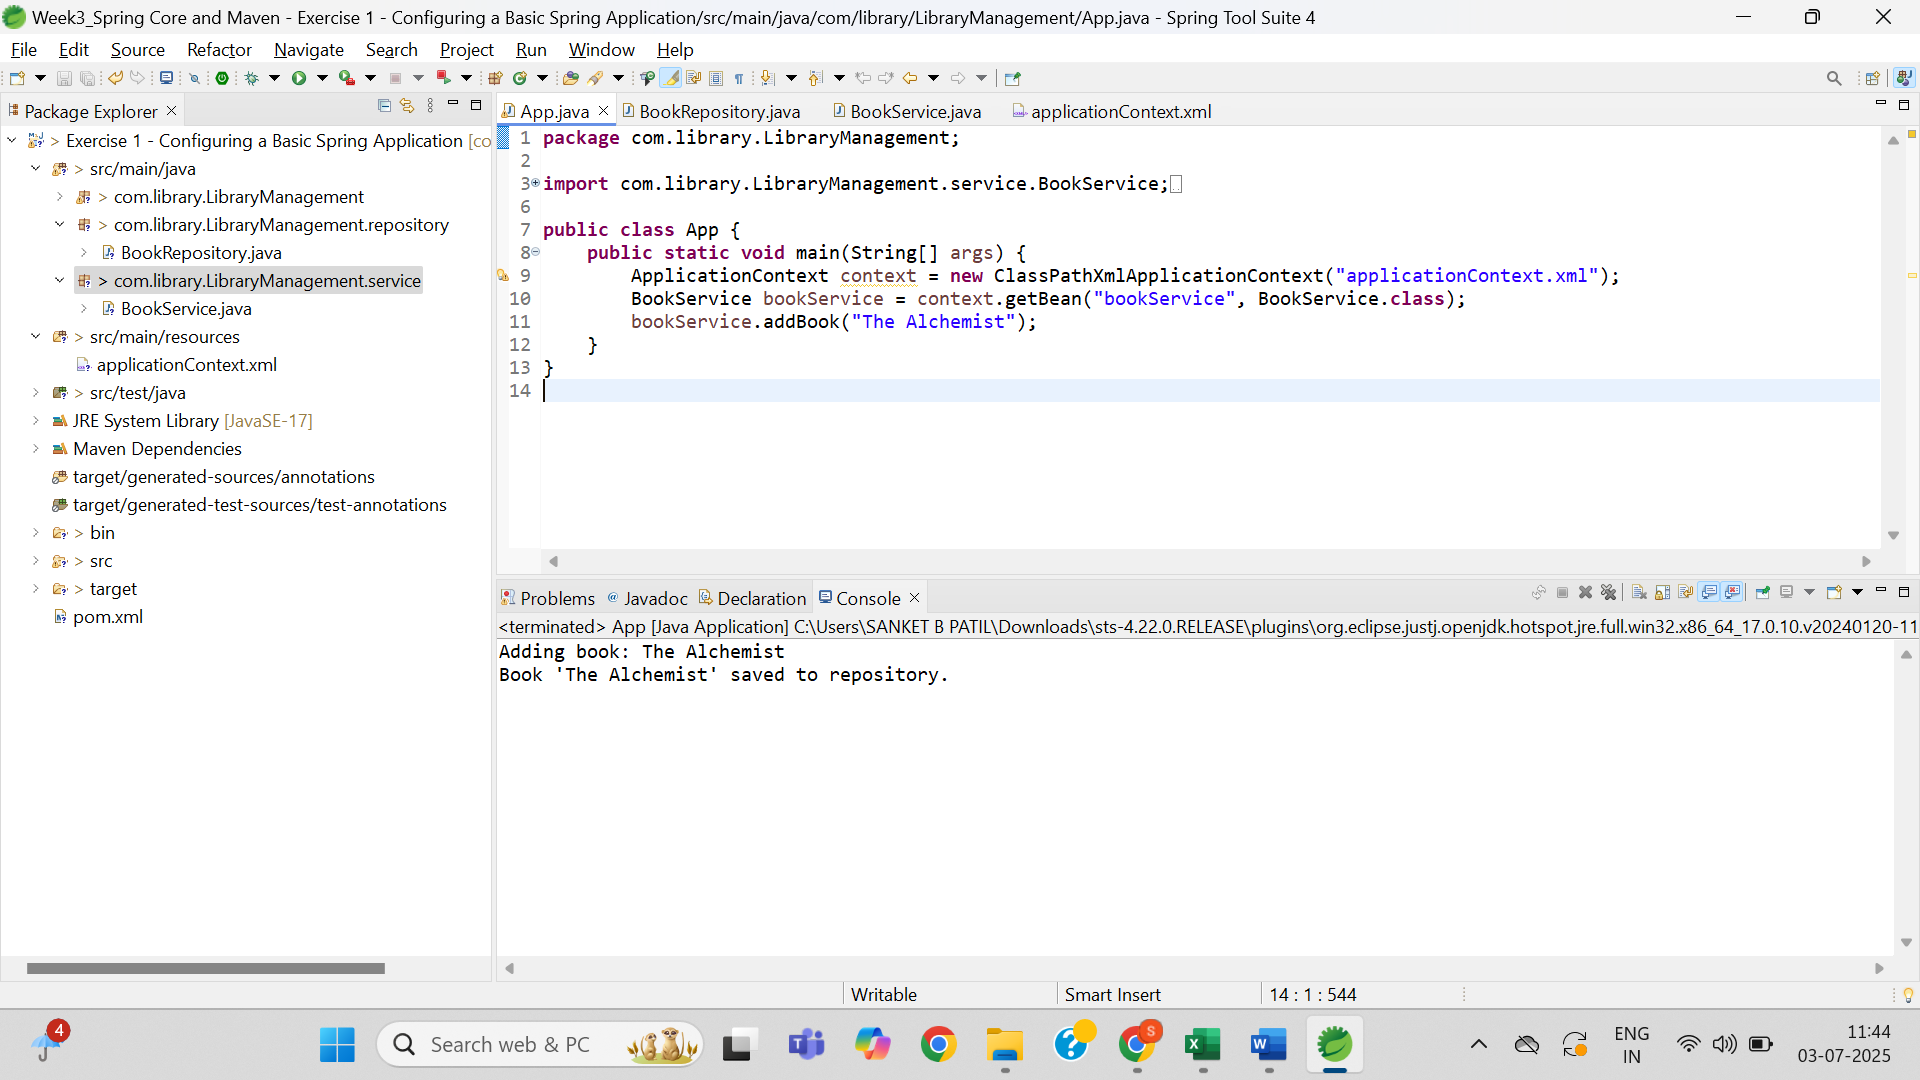 Week3_Spring Core and Maven - Exercise 1 - Configuring a Basic Spring Application/src/main/java/com/library/LibraryManagement/App.java - Spring Tool Suite 4
File Edit Source Refactor Navigate Search Project Run Window Help
Package Explorer
> Exercise 1 - Configuring a Basic Spring Application [co
> src/main/java
> com.library.LibraryManagement
> com.library.LibraryManagement.repository
BookRepository.java
> com.library.LibraryManagement.service
BookService.java
> src/main/resources
applicationContext.xml
> src/test/java
JRE System Library [JavaSE-17]
Maven Dependencies
target/generated-sources/annotations
target/generated-test-sources/test-annotations
> bin
> src
> target
pom.xml
App.java BookRepository.java BookService.java applicationContext.xml
1 package com.library.LibraryManagement;
2
3 import com.library.LibraryManagement.service.BookService;
6
7 public class App {
8 public static void main(String[] args) {
9 ApplicationContext context = new ClassPathXmlApplicationContext("applicationContext.xml");
10 BookService bookService = context.getBean("bookService", BookService.class);
11 bookService.addBook("The Alchemist");
12 }
13 }
14
Problems @ Javadoc Declaration Console
<terminated> App [Java Application] C:\Users\SANKET B PATIL\Downloads\sts-4.22.0.RELEASE\plugins\org.eclipse.justj.openjdk.hotspot.jre.full.win32.x86_64_17.0.10.v20240120-11
Adding book: The Alchemist
Book 'The Alchemist' saved to repository.
Writable Smart Insert 14 : 1 : 544
4
Search web & PC
S
ENG
IN
11:44
03-07-2025